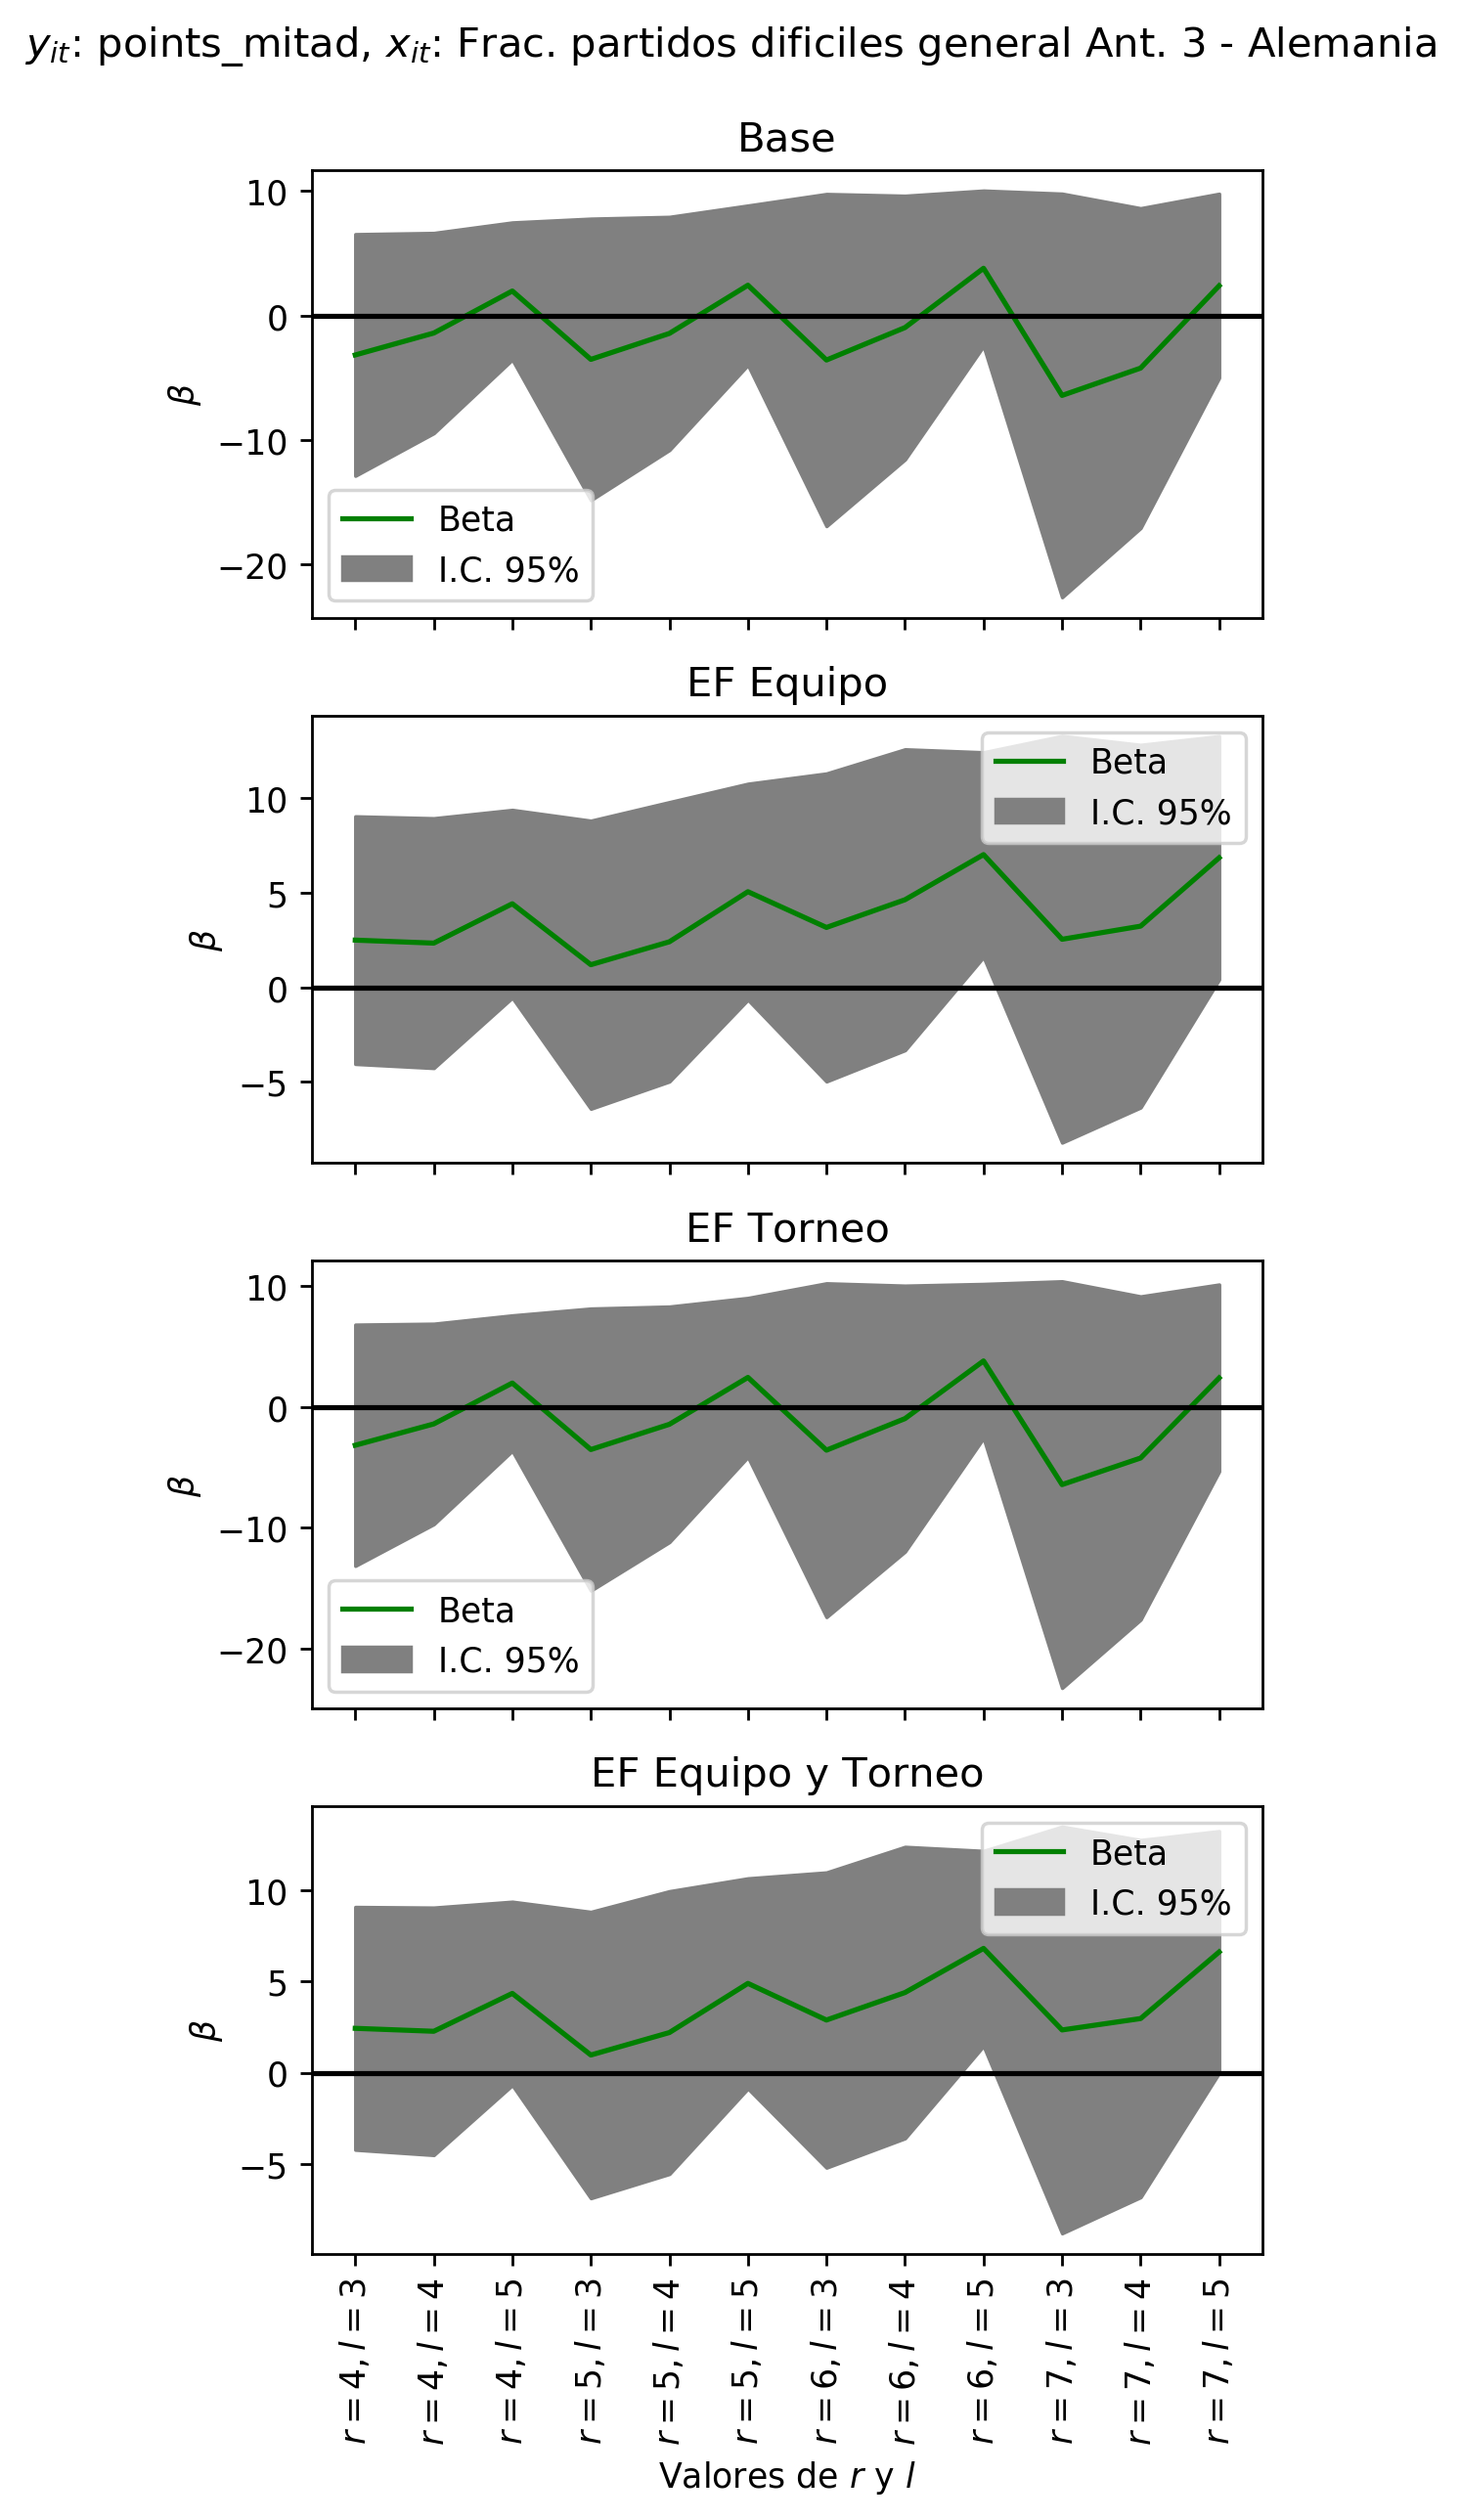 y_it: points_mitad, x_it: Frac. partidos dificiles general Ant. 3 - Alemania
Base
10
0
−10
−20
β
Beta
I.C. 95%
EF Equipo
10
5
0
−5
β
Beta
I.C. 95%
EF Torneo
10
0
−10
−20
β
Beta
I.C. 95%
EF Equipo y Torneo
10
5
0
−5
β
Beta
I.C. 95%
r = 4, l = 3
r = 4, l = 4
r = 4, l = 5
r = 5, l = 3
r = 5, l = 4
r = 5, l = 5
r = 6, l = 3
r = 6, l = 4
r = 6, l = 5
r = 7, l = 3
r = 7, l = 4
r = 7, l = 5
Valores de r y l